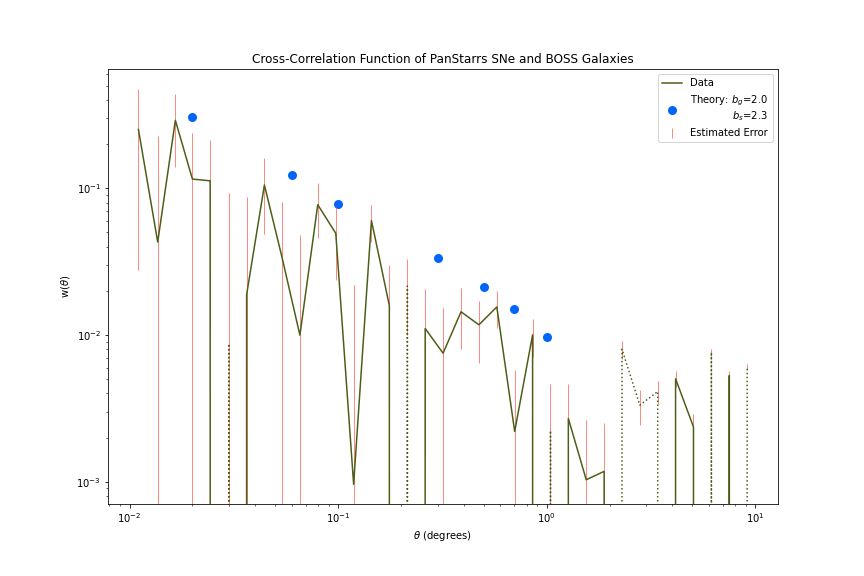 Cross-Correlation Function of PanStarrs SNe and BOSS Galaxies
Data
Theory: $b_g$=2.0
$b_s$=2.3
Estimated Error
w(θ)
$10^{-1}$
$10^{-2}$
$10^{-3}$
$10^{-2}$ $10^{-1}$ $10^{0}$ $10^{1}$
θ (degrees)